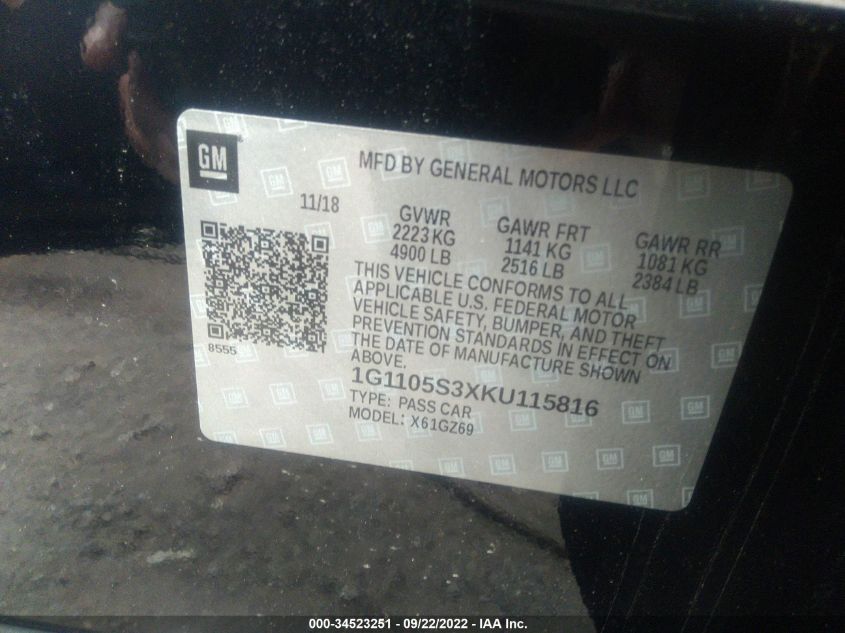 GM
MFD BY GENERAL MOTORS LLC
11/18
GVWR
2223 KG
4900 LB
GAWR FRT
1141 KG
2516 LB
GAWR RR
1081 KG
2384 LB
THIS VEHICLE CONFORMS TO ALL
APPLICABLE U.S. FEDERAL MOTOR
VEHICLE SAFETY, BUMPER, AND THEFT
PREVENTION STANDARDS IN EFFECT ON
THE DATE OF MANUFACTURE SHOWN
ABOVE.
8555
1G1105S3XKU115816
TYPE: PASS CAR
MODEL: X61GZ69
000-34523251 - 09/22/2022 - IAA Inc.